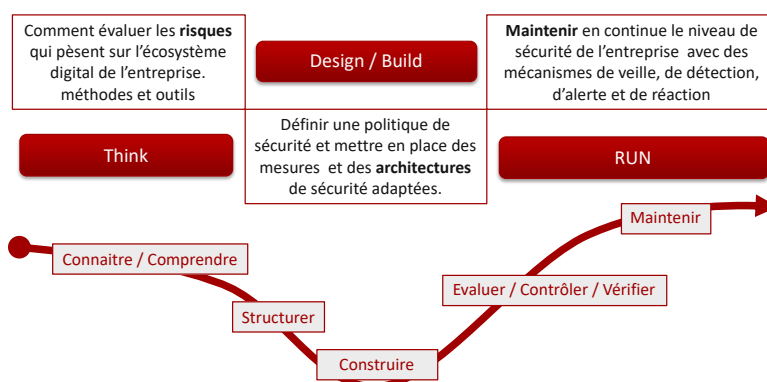 Comment évaluer les risques
qui pèsent sur l'écosystème
digital de l'entreprise.
méthodes et outils
Think
Design / Build
Définir une politique de
sécurité et mettre en place des
mesures et des architectures
de sécurité adaptées.
Maintenir en continue le niveau de
sécurité de l'entreprise avec des
mécanismes de veille, de détection,
d'alerte et de réaction
RUN
Connaitre / Comprendre
Structurer
Construire
Evaluer / Contrôler / Vérifier
Maintenir